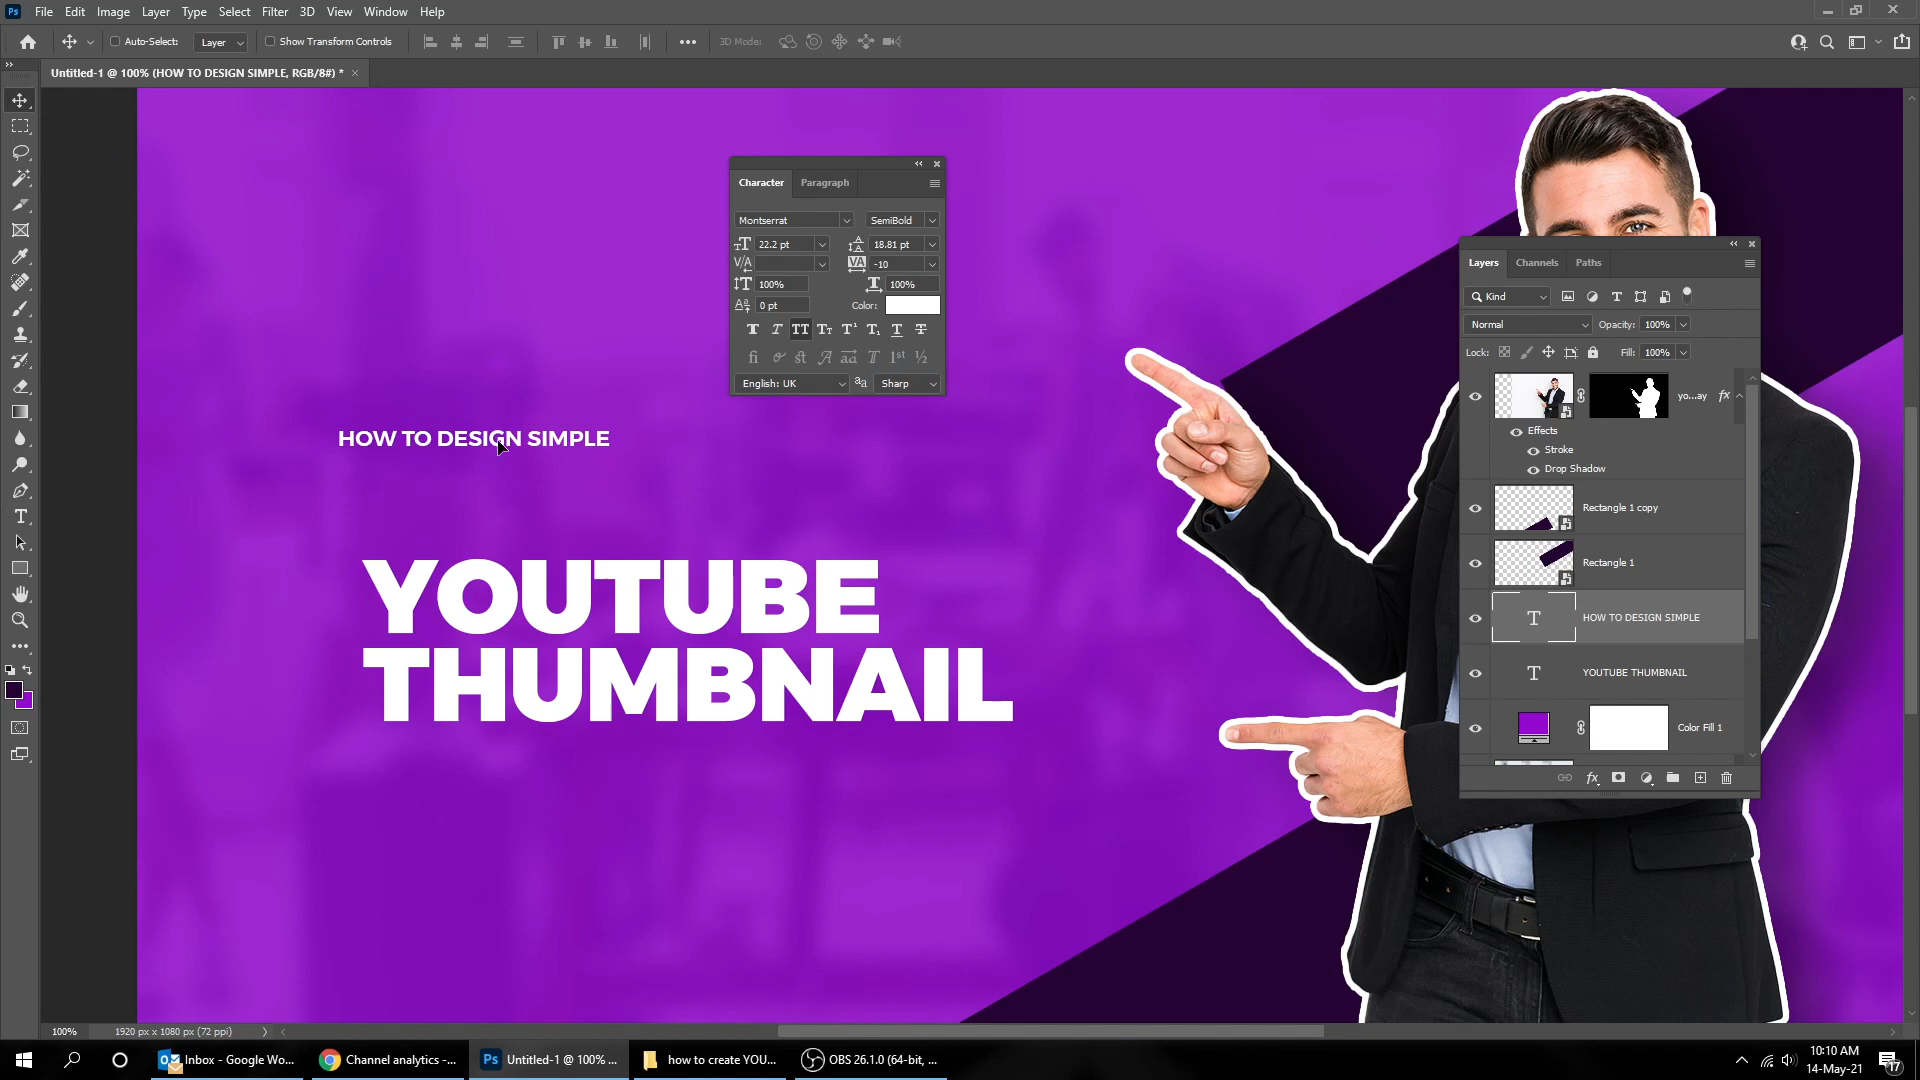 Ps File Edit Image Layer Type Select Filter 3D View Window Help
Auto-Select: Layer Show Transform Controls 3D Mode:
Untitled-1 @ 100% (HOW TO DESIGN SIMPLE, RGB/8#) *
Character Paragraph
Montserrat SemiBold
22.2 pt 18.81 pt
-10
100% 100%
0 pt Color:
English: UK Sharp
HOW TO DESIGN SIMPLE
YOUTUBE
THUMBNAIL
Layers Channels Paths
Kind
Normal Opacity: 100%
Lock: Fill: 100%
yo...ay fx
Effects
Stroke
Drop Shadow
Rectangle 1 copy
Rectangle 1
HOW TO DESIGN SIMPLE
YOUTUBE THUMBNAIL
Color Fill 1
100% 1920 px x 1080 px (72 ppi)
Inbox - Google Wo... Channel analytics -... Untitled-1 @ 100% ... how to create YOU... OBS 26.1.0 (64-bit, ...
10:10 AM
14-May-21
17